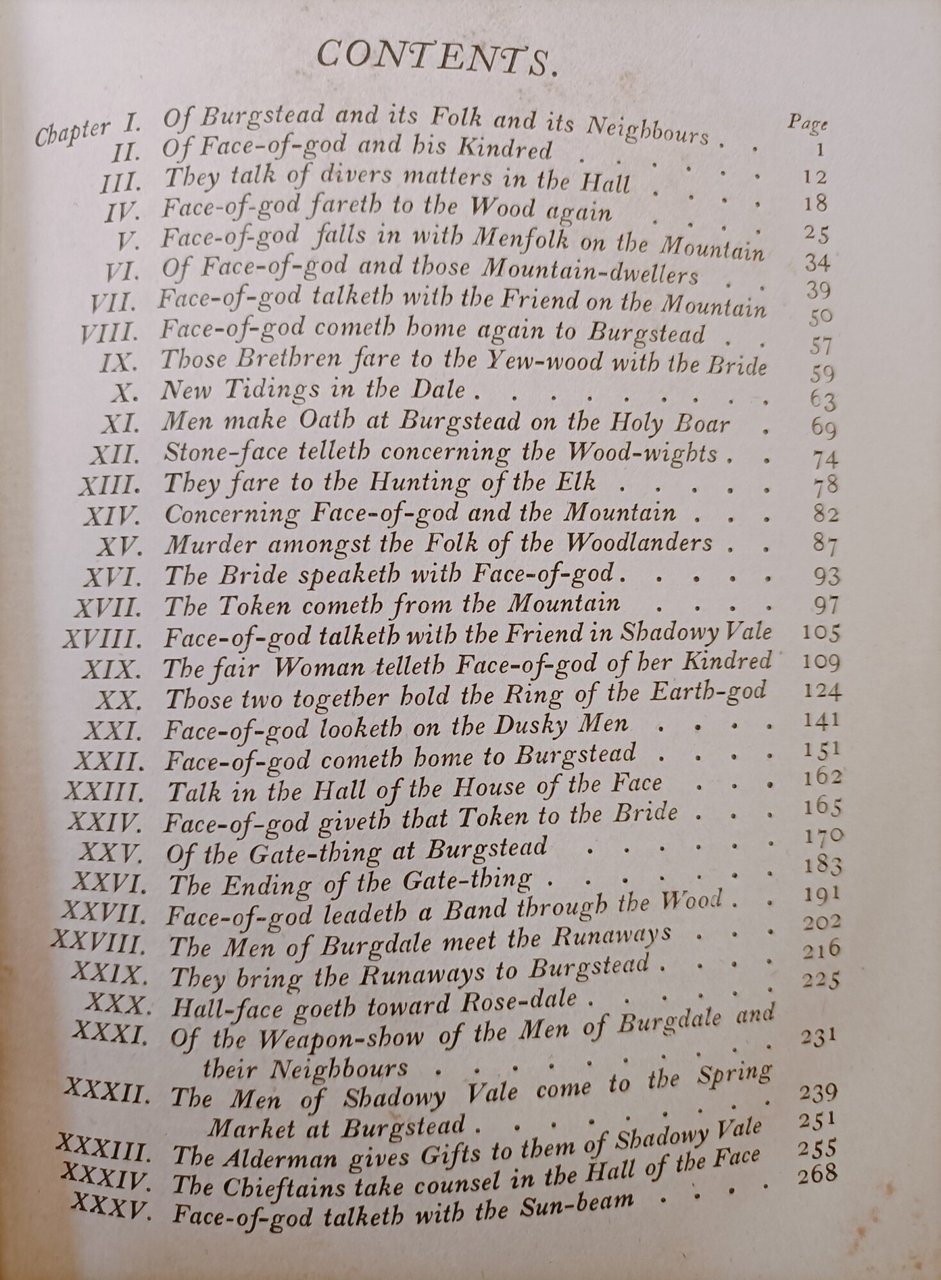 CONTENTS.
Page
Chapter I. Of Burgstead and its Folk and its Neighbours . . 1
II. Of Face-of-god and his Kindred . . . . . 12
III. They talk of divers matters in the Hall . . . . 18
IV. Face-of-god fareth to the Wood again . . . . 25
V. Face-of-god falls in with Menfolk on the Mountain 34
VI. Of Face-of-god and those Mountain-dwellers . . 39
VII. Face-of-god talketh with the Friend on the Mountain 50
VIII. Face-of-god cometh home again to Burgstead . . 57
IX. Those Brethren fare to the Yew-wood with the Bride 59
X. New Tidings in the Dale . . . . . . . . . 63
XI. Men make Oath at Burgstead on the Holy Boar . 69
XII. Stone-face telleth concerning the Wood-wights . . 74
XIII. They fare to the Hunting of the Elk . . . . . 78
XIV. Concerning Face-of-god and the Mountain . . . 82
XV. Murder amongst the Folk of the Woodlanders . . 87
XVI. The Bride speaketh with Face-of-god . . . . . 93
XVII. The Token cometh from the Mountain . . . . 97
XVIII. Face-of-god talketh with the Friend in Shadowy Vale 105
XIX. The fair Woman telleth Face-of-god of her Kindred 109
XX. Those two together hold the Ring of the Earth-god 124
XXI. Face-of-god looketh on the Dusky Men . . . . 141
XXII. Face-of-god cometh home to Burgstead . . . . 151
XXIII. Talk in the Hall of the House of the Face . . . 162
XXIV. Face-of-god giveth that Token to the Bride . . . 165
XXV. Of the Gate-thing at Burgstead . . . . . . 170
XXVI. The Ending of the Gate-thing . . . . . . . 183
XXVII. Face-of-god leadeth a Band through the Wood . . 191
XXVIII. The Men of Burgdale meet the Runaways . . . 202
XXIX. They bring the Runaways to Burgstead . . . . 216
XXX. Hall-face goeth toward Rose-dale . . . . . . 225
XXXI. Of the Weapon-show of the Men of Burgdale and
their Neighbours . . . . . . . . . . 231
XXXII. The Men of Shadowy Vale come to the Spring
Market at Burgstead . . . . . . . . 239
XXXIII. The Alderman gives Gifts to them of Shadowy Vale 251
XXXIV. The Chieftains take counsel in the Hall of the Face 255
XXXV. Face-of-god talketh with the Sun-beam . . . . 268